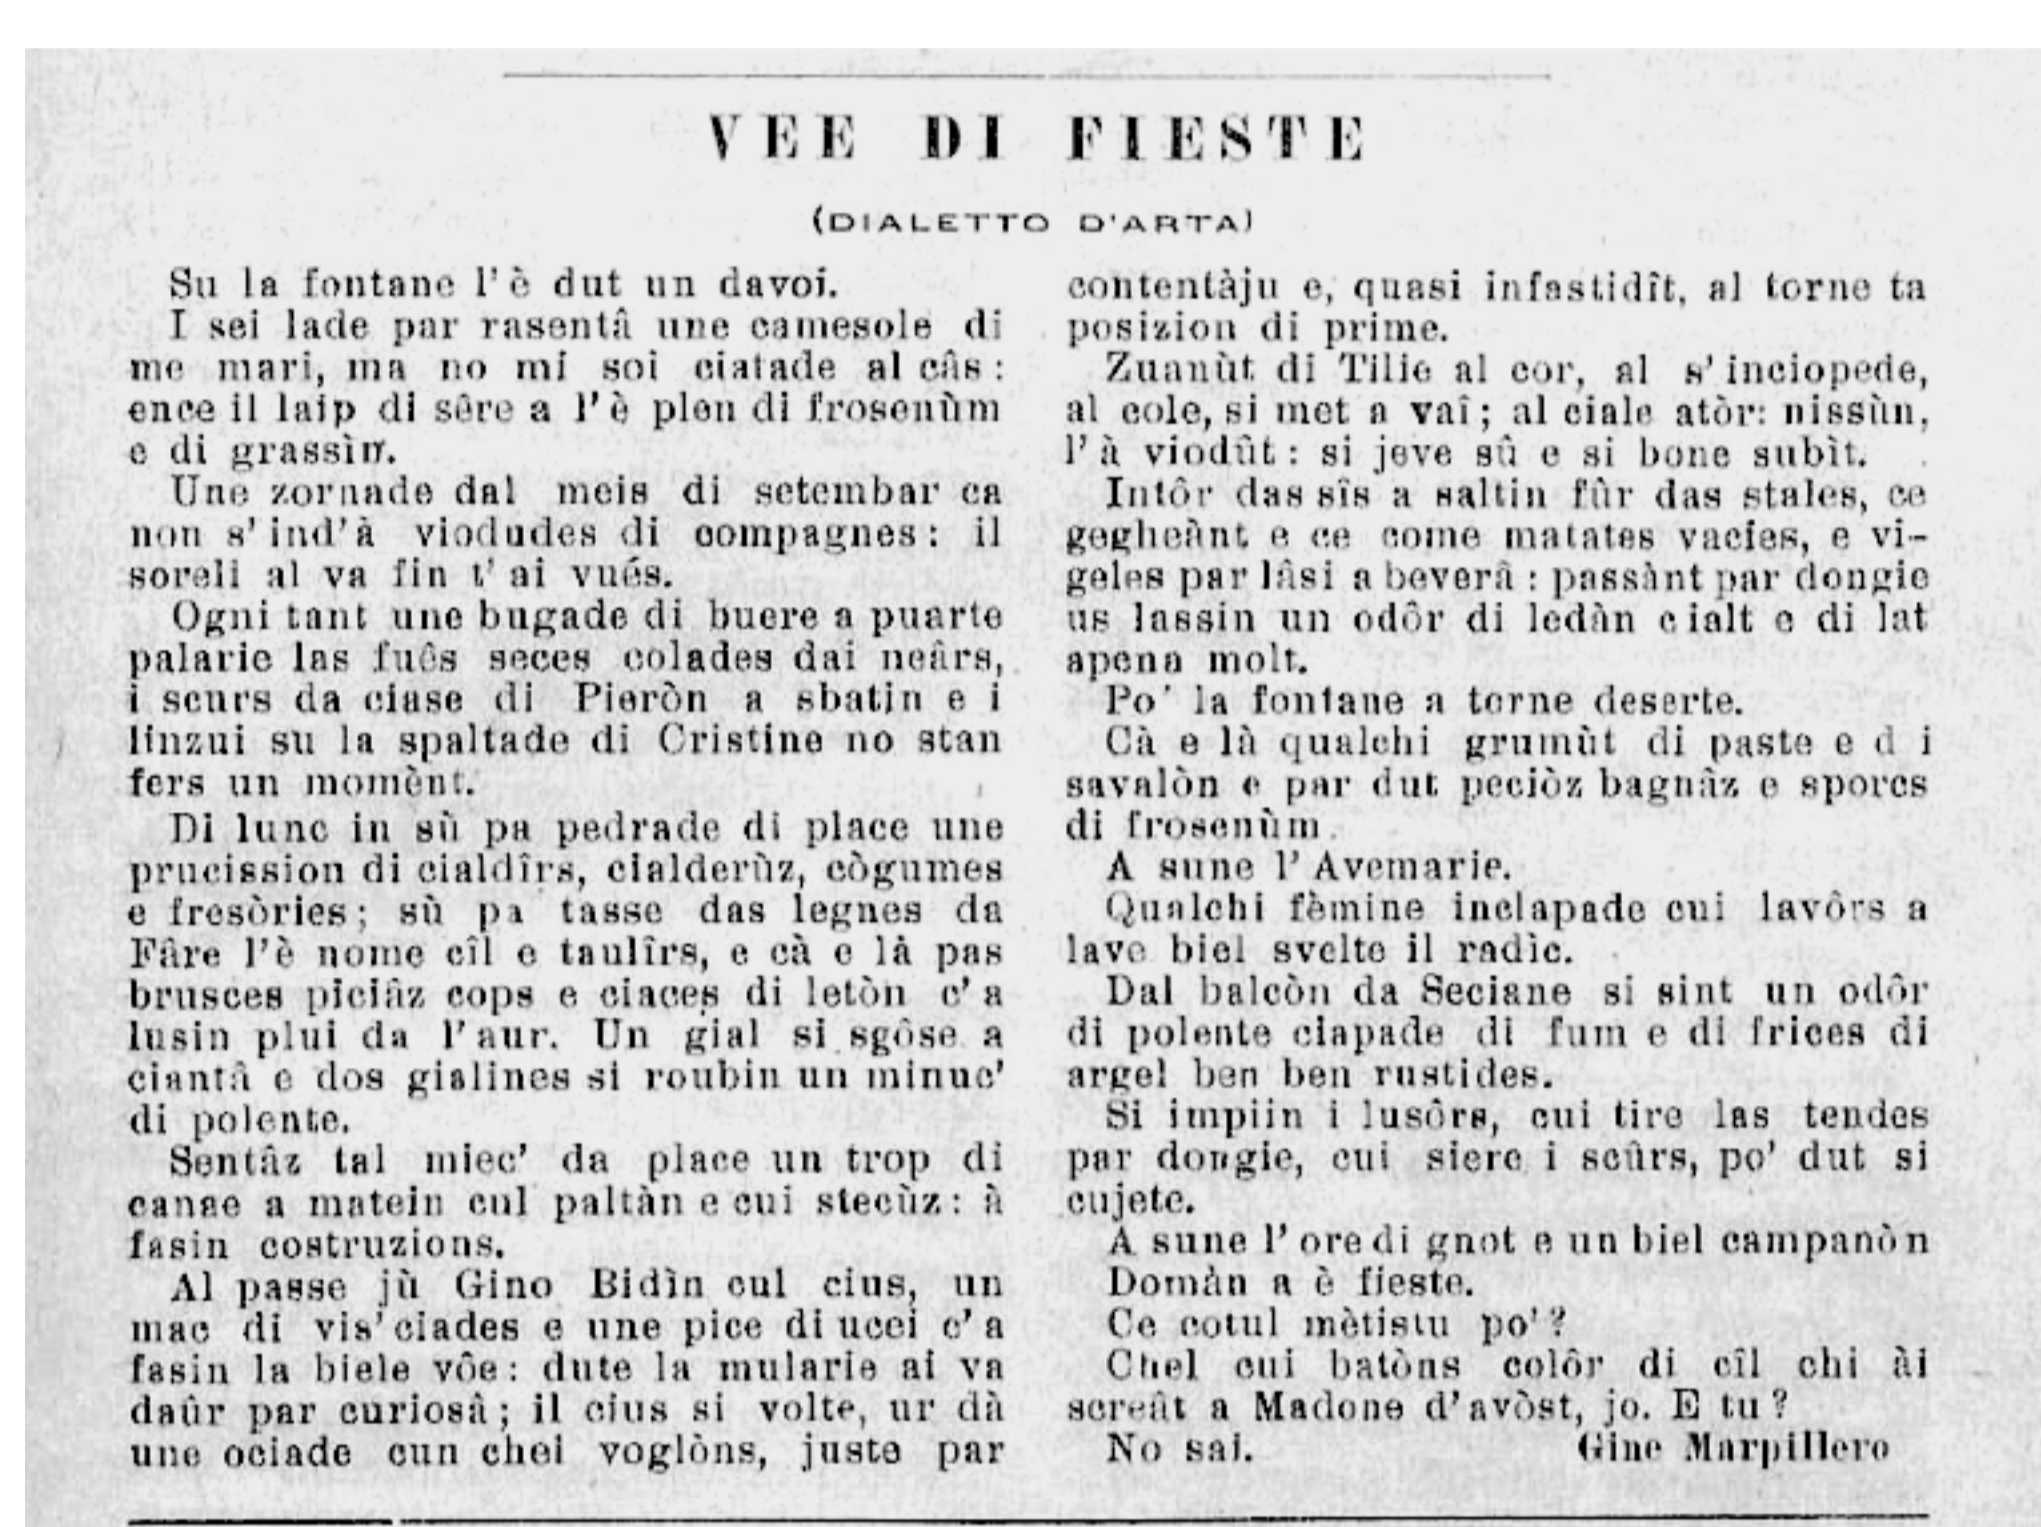 VEE DI FIESTE
(DIALETTO D'ARTA)
Su la fontane l'è dut un davoi.
I sei lade par rasentâ une camesole di
me mari, ma no mi soi ciatade al câs:
ence il laip di sêre a l'è plen di frosenùm
e di grassìn.
Une zornade dal meis di setembar ca
non s'ind'à viodudes di compagnes: il
soreli al va fin t'ai vués.
Ogni tant une bugade di buere a puarte
palarie las fuês seces colades dai neârs,
i scurs da ciase di Pieròn a sbatin e i
linzui su la spaltade di Cristine no stan
fers un momènt.
Di lunc in sù pa pedrade di place une
prucission di cialdîrs, cialderùz, cògumes
e fresòries; sù pa tasse das legnes da
Fâre l'è nome cîl e taulîrs, e cà e là pas
brusces piciâz cops e ciaces di letòn c'a
lusin plui da l'aur. Un gial si sgôse a
ciantâ e dos gialines si roubin un minuc'
di polente.
Sentâz tal miec' da place un trop di
canae a matein cul paltàn e cui stecùz: à
fasin costruzions.
Al passe jù Gino Bidìn cul cius, un
mac di vis'ciades e une pice di ucei c'a
fasin la biele vôe: dute la mularie ai va
daûr par curiosâ; il cius si volte, ur dà
une ociade cun chei voglòns, juste par
contentàju e, quasi infastidît, al torne ta
posizion di prime.
Zuanùt di Tilie al cor, al s'inciopede,
al cole, si met a vaî; al ciale atòr: nissùn,
l'à viodût: si jeve sû e si bone subìt.
Intôr das sîs a saltin fûr das stales, ce
gegheànt e ce come matates vacîes, e vi-
geles par lâsi a beverâ: passànt par dongie
us lassin un odôr di ledàn cialt e di lat
apena molt.
Po' la fontane a torne deserte.
Cà e là qualchi grumùt di paste e di
savalòn e par dut peciòz bagnâz e sporcs
di frosenùm.
A sune l'Avemarie.
Qualchi fèmine inclapade cui lavôrs a
lave biel svelte il radìc.
Dal balcòn da Seciane si sint un odôr
di polente ciapade di fum e di frices di
argel ben ben rustides.
Si impiin i lusôrs, cui tire las tendes
par dongie, cui siere i scûrs, po' dut si
cujete.
A sune l'ore di gnot e un biel campanòn
Domàn a è fieste.
Ce cotul mètistu po'?
Chel cui batòns colôr di cîl chi ài
screât a Madone d'avòst, jo. E tu?
No sai. Gino Marpillero